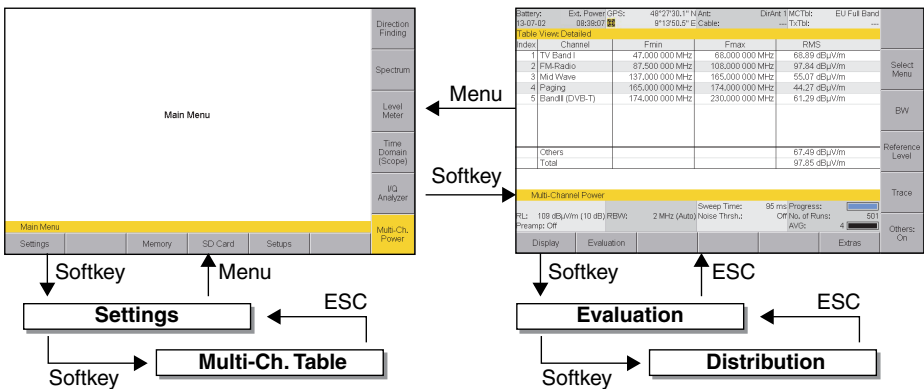 Direction
Finding
Spectrum
Level
Meter
Time
Domain
(Scope)
I/Q
Analyzer
Multi-Ch.
Power
Main Menu
Main Menu
Settings Memory SD Card Setups
Menu
Softkey
Battery: Ext. Power GPS: 48°27'30.1" N Ant: DirAnt 1 MCTbl: EU Full Band
13-07-02 08:39:07 9°13'50.5" E Cable: --- TxTbl: ---
Table View: Detailed
Index Channel Fmin Fmax RMS
1 TV Band I 47.000 000 MHz 68.000 000 MHz 68.89 dBµV/m
2 FM-Radio 87.500 000 MHz 108.000 000 MHz 97.84 dBµV/m
3 Mid Wave 137.000 000 MHz 165.000 000 MHz 55.07 dBµV/m
4 Paging 165.000 000 MHz 174.000 000 MHz 44.27 dBµV/m
5 BandIII (DVB-T) 174.000 000 MHz 230.000 000 MHz 61.29 dBµV/m
Others 67.49 dBµV/m
Total 97.85 dBµV/m
Multi-Channel Power
Sweep Time: 95 ms Progress:
RL: 109 dBµV/m (10 dB) RBW: 2 MHz (Auto) Noise Thrsh.: Off No. of Runs: 501
Preamp: Off AVG: 4
Display Evaluation Extras
Select
Menu
BW
Reference
Level
Trace
Others:
On
Softkey Menu
Settings
ESC
Multi-Ch. Table
Softkey
Softkey ESC
Evaluation
ESC
Distribution
Softkey